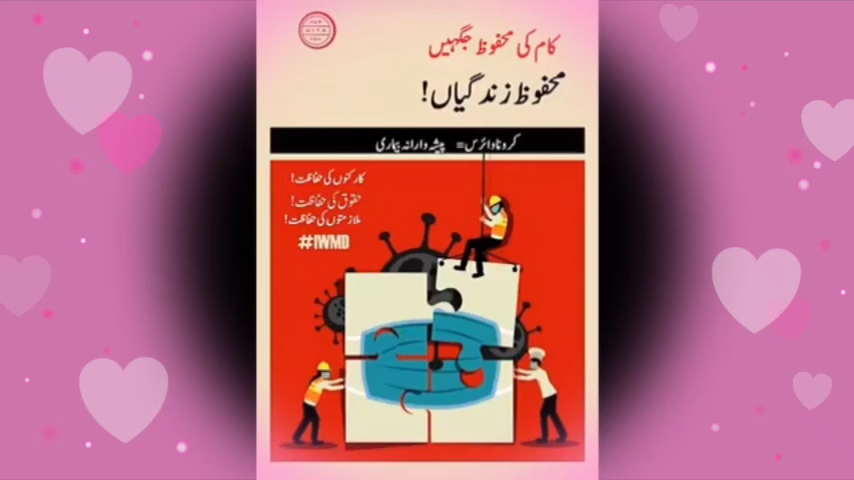 کام کی محفوظ جگہیں
محفوظ زندگیاں!
کرونا وائرس= پیشہ وارانہ بیماری
کارکنوں کی حفاظت!
حقوق کی حفاظت!
ملازمتوں کی حفاظت!
#IWMD